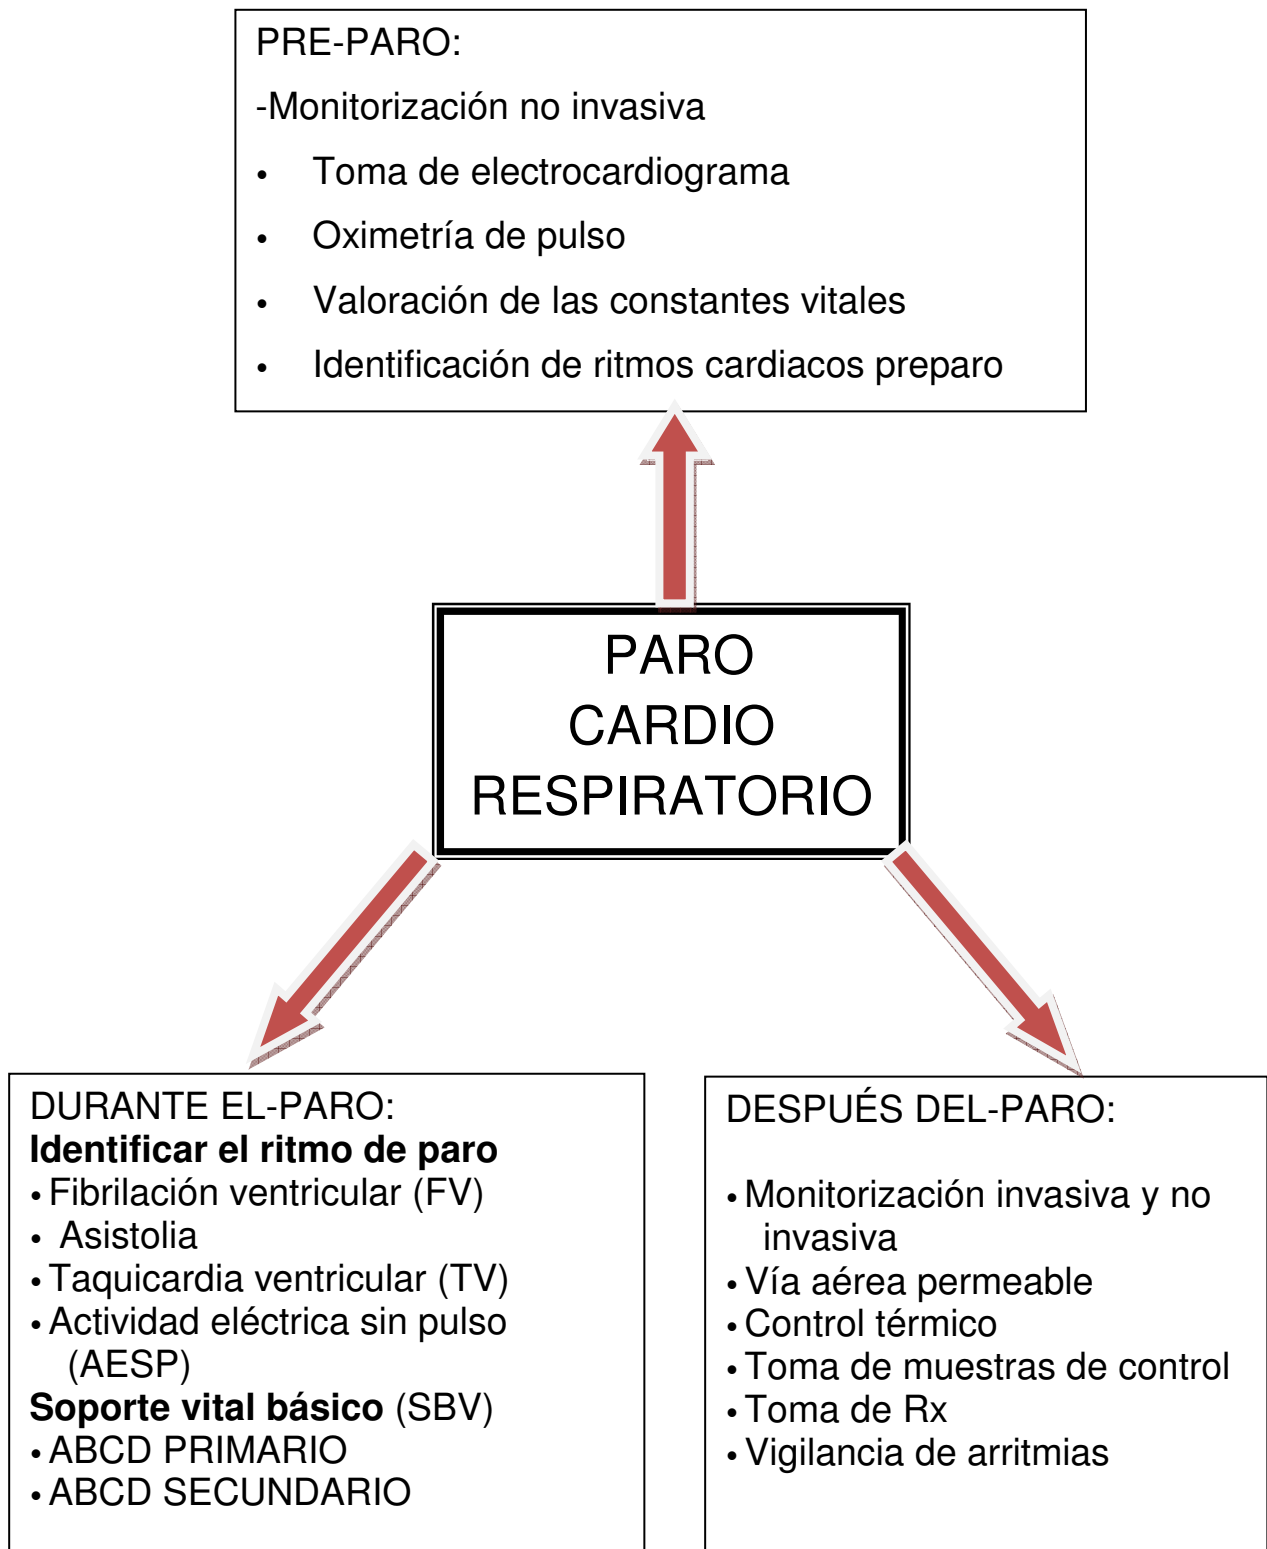 PRE-PARO:
-Monitorización no invasiva
• Toma de electrocardiograma
• Oximetría de pulso
• Valoración de las constantes vitales
• Identificación de ritmos cardiacos preparo
PARO
CARDIO
RESPIRATORIO
DURANTE EL-PARO:
Identificar el ritmo de paro
• Fibrilación ventricular (FV)
• Asistolia
• Taquicardia ventricular (TV)
• Actividad eléctrica sin pulso
(AESP)
Soporte vital básico (SBV)
• ABCD PRIMARIO
• ABCD SECUNDARIO
DESPUÉS DEL-PARO:
• Monitorización invasiva y no
invasiva
• Vía aérea permeable
• Control térmico
• Toma de muestras de control
• Toma de Rx
• Vigilancia de arritmias